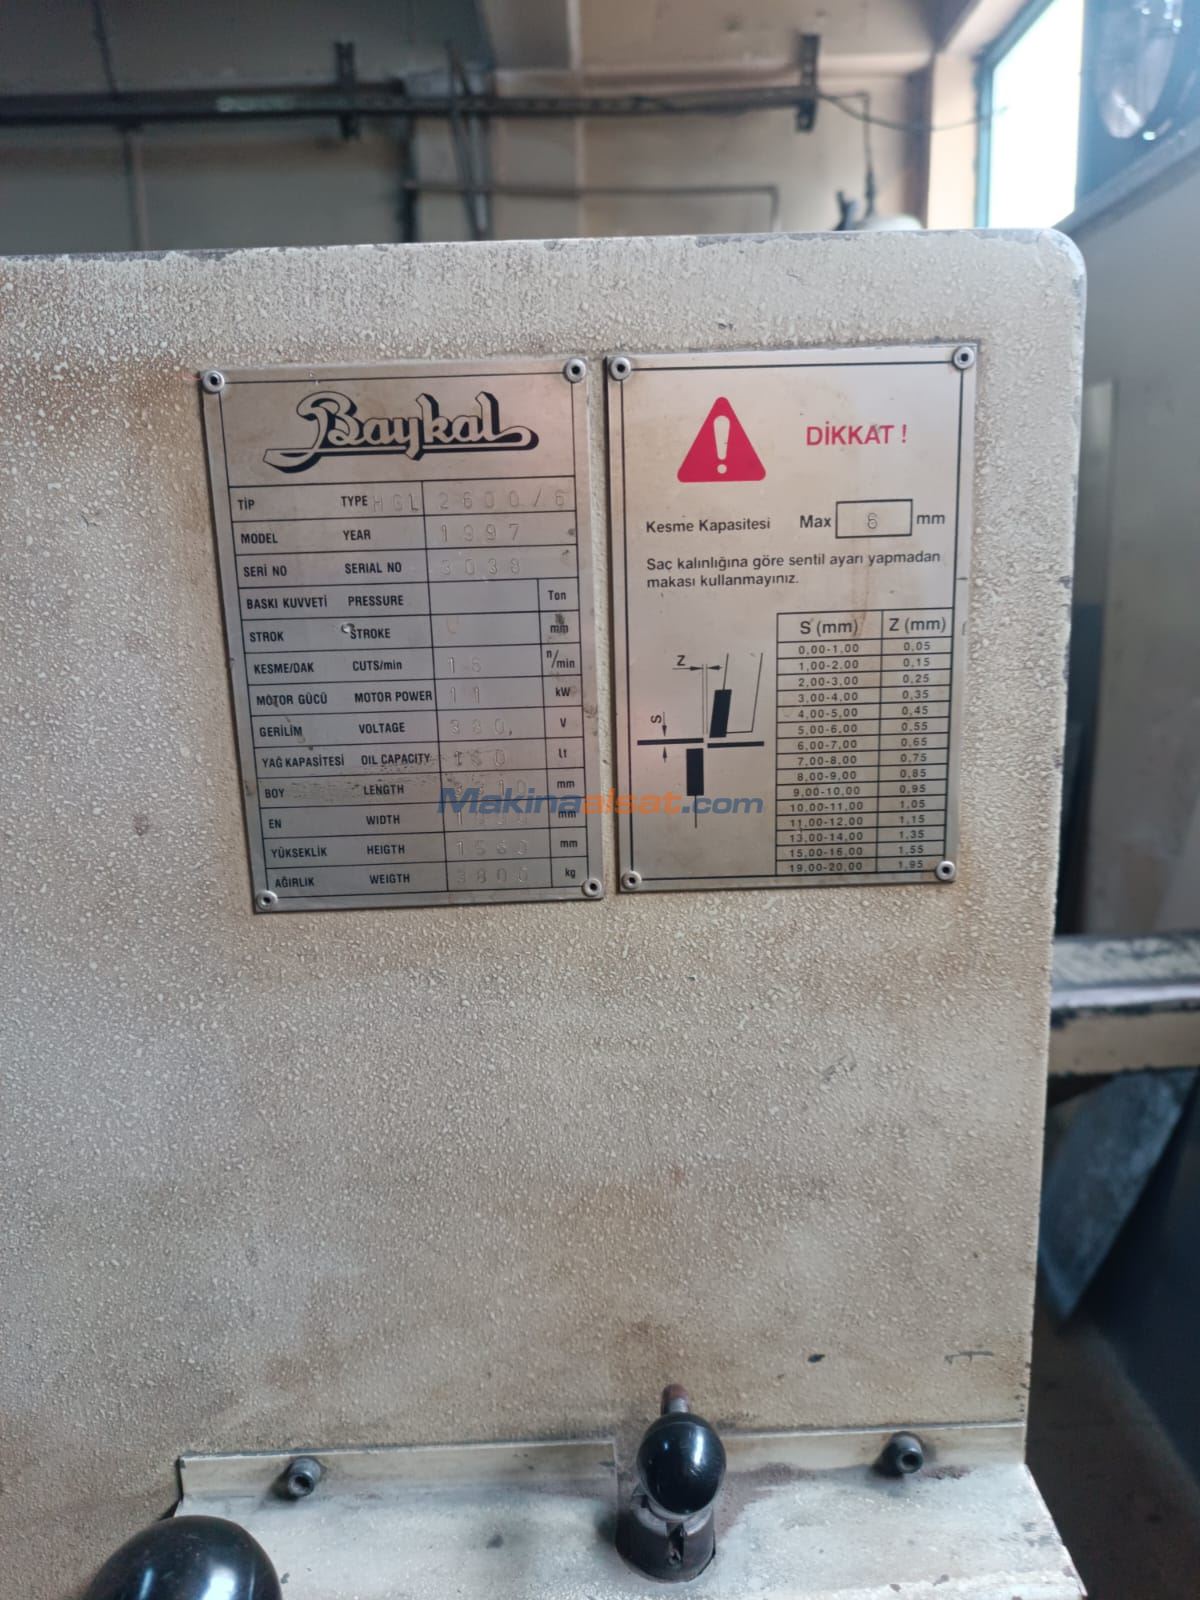 Baykal
TİP TYPE HGL 2600/6
MODEL YEAR 1997
SERİ NO SERIAL NO 3038
BASKI KUVVETİ PRESSURE Ton
STROK STROKE mm
KESME/DAK CUTS/min n/min
MOTOR GÜCÜ MOTOR POWER 11 kW
GERİLİM VOLTAGE 380, V
YAĞ KAPASİTESİ OIL CAPACITY lt
BOY LENGTH mm
EN WIDTH mm
YÜKSEKLİK HEIGTH 1560 mm
AĞIRLIK WEIGTH 3800 kg
DİKKAT !
Kesme Kapasitesi Max 6 mm
Saç kalınlığına göre sentil ayarı yapmadan
makası kullanmayınız.
Z
S
S (mm) Z (mm)
0,00-1,00 0,05
1,00-2,00 0,15
2,00-3,00 0,25
3,00-4,00 0,35
4,00-5,00 0,45
5,00-6,00 0,55
6,00-7,00 0,65
7,00-8,00 0,75
8,00-9,00 0,85
9,00-10,00 0,95
10,00-11,00 1,05
11,00-12,00 1,15
13,00-14,00 1,35
15,00-16,00 1,55
19,00-20,00 1,95
Makinaalsat.com